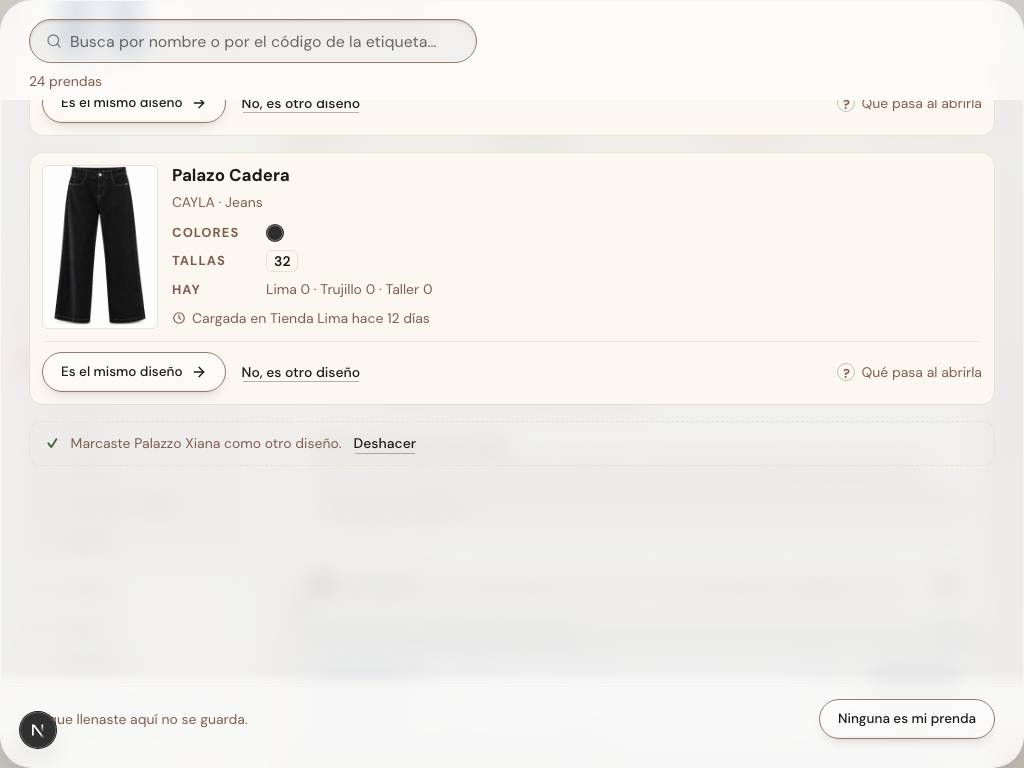 Busca por nombre o por el código de la etiqueta...
24 prendas
Es el mismo diseño → No, es otro diseño ? Qué pasa al abrirla
Palazo Cadera
CAYLA · Jeans
COLORES
TALLAS 32
HAY Lima 0 · Trujillo 0 · Taller 0
Cargada en Tienda Lima hace 12 días
Es el mismo diseño → No, es otro diseño ? Qué pasa al abrirla
Marcaste Palazzo Xiana como otro diseño. Deshacer
llenaste aquí no se guarda. Ninguna es mi prenda
N